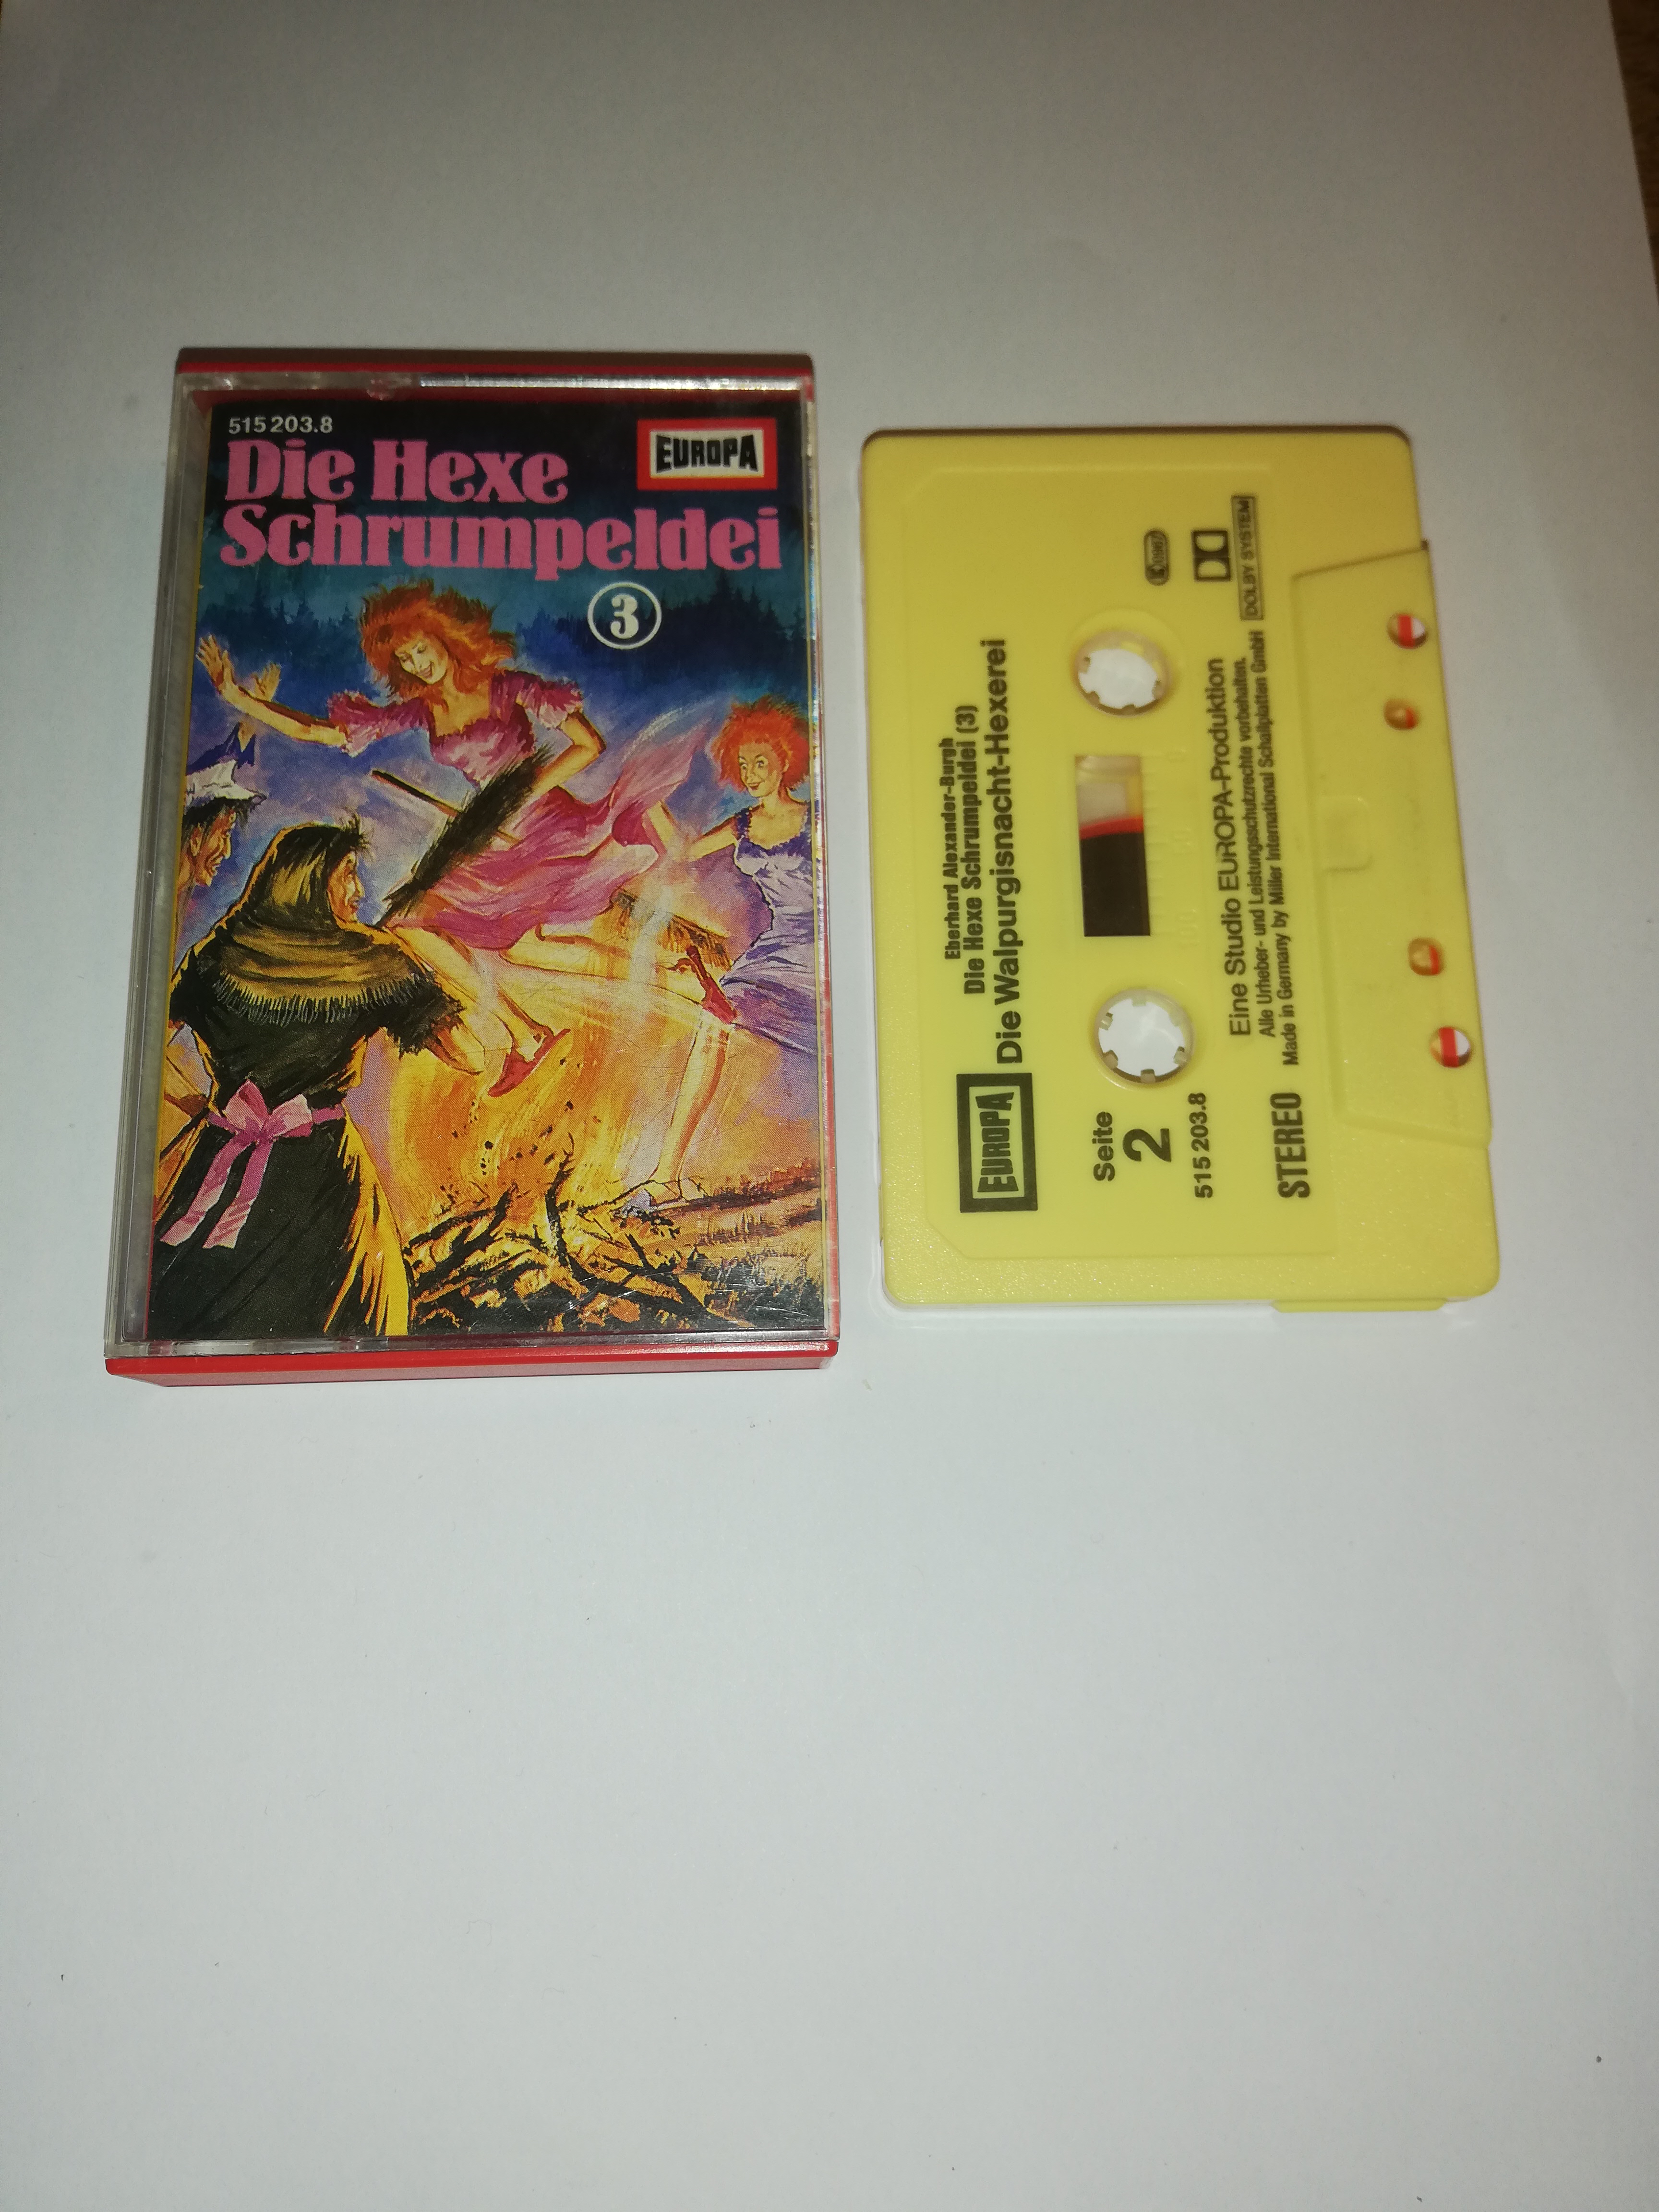 515 203.8
EUROPA
Die Hexe
Schrumpeldei
3
Eberhard Alexander-Burgh
Die Hexe Schrumpeldei (3)
EUROPA
Die Walpurgisnacht-Hexerei
Seite
2
515 203.8
DOLBY SYSTEM
Eine Studio EUROPA-Produktion
Alle Urheber- und Leistungsschutzrechte vorbehalten.
STEREO
Made in Germany by Miller International Schallplatten GmbH